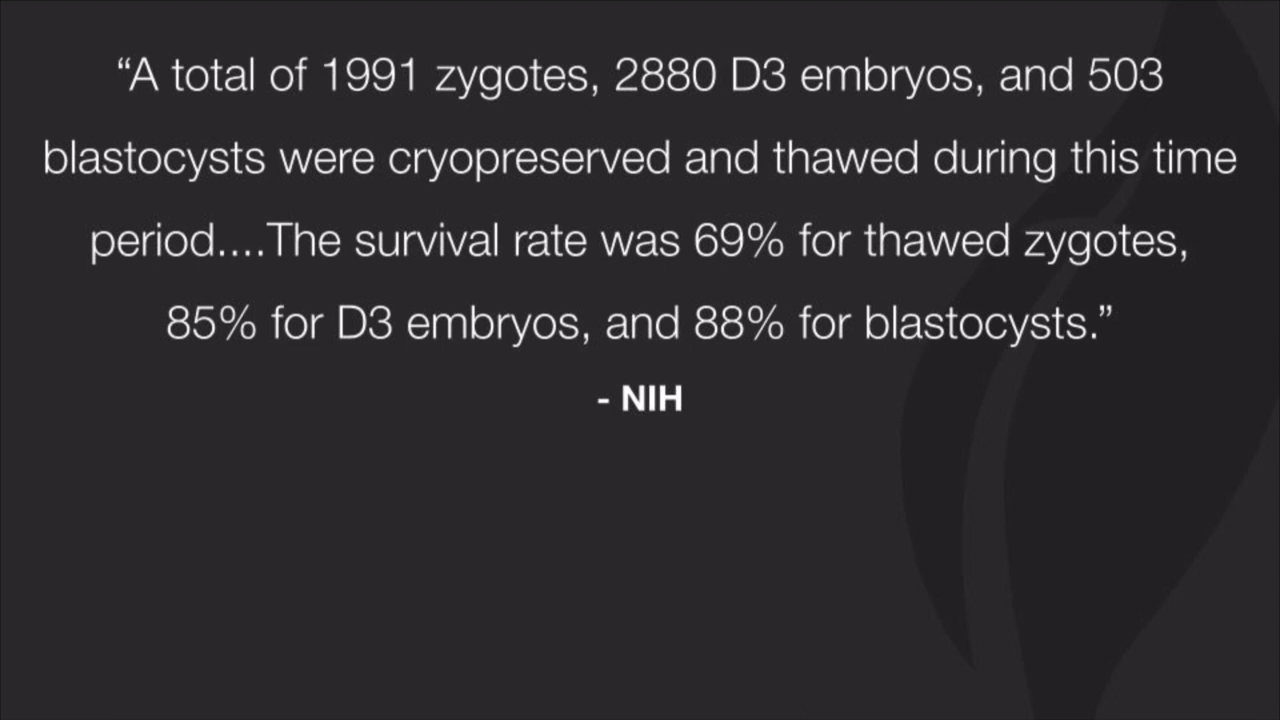 “A total of 1991 zygotes, 2880 D3 embryos, and 503
blastocysts were cryopreserved and thawed during this time
period....The survival rate was 69% for thawed zygotes,
85% for D3 embryos, and 88% for blastocysts.”
- NIH